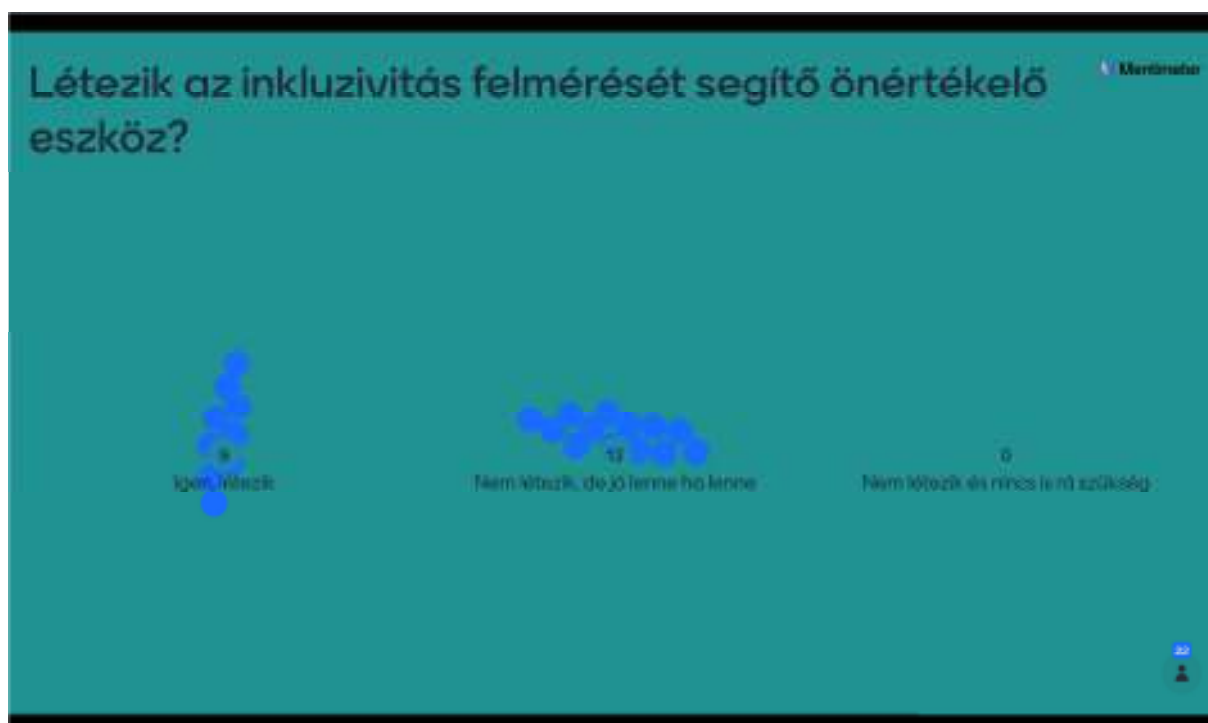 Létezik az inkluzivitás felmérését segítő önértékelő
Mentimeter
eszköz?
9
Igen, létezik
13
Nem létezik, de jó lenne ha lenne
0
Nem létezik és nincs is rá szükség
22